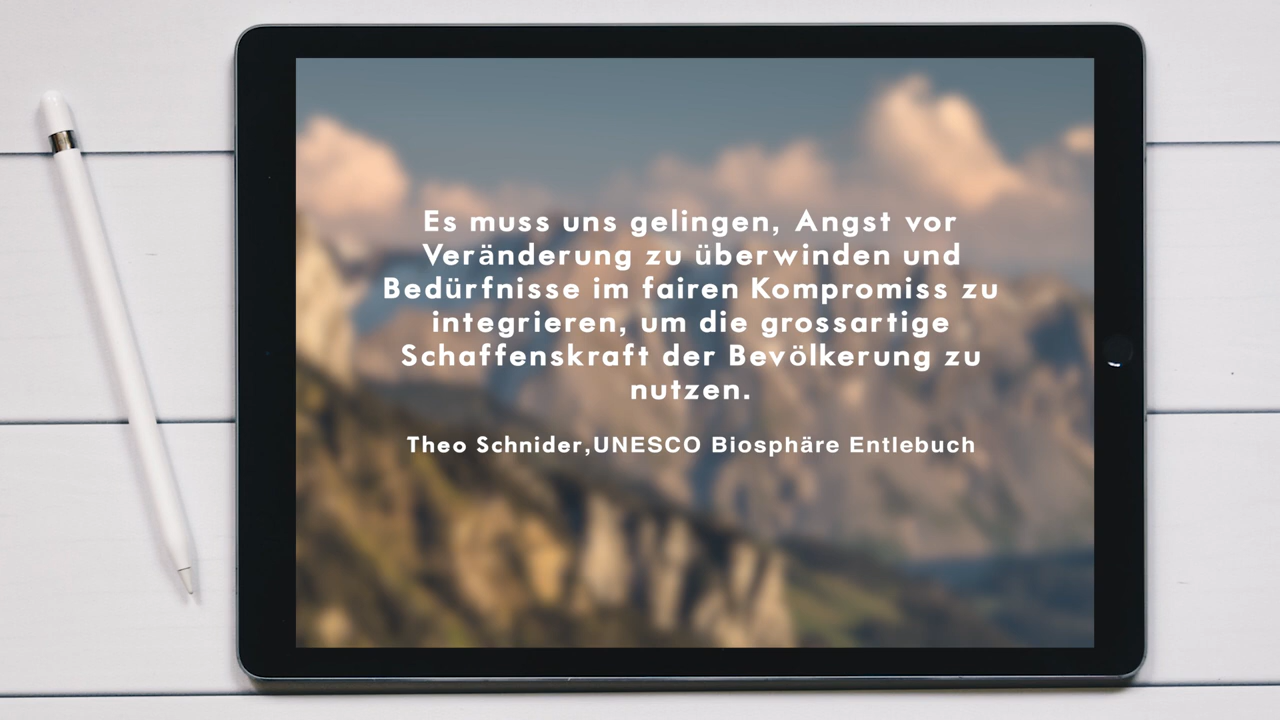 Es muss uns gelingen, Angst vor
Veränderung zu überwinden und
Bedürfnisse im fairen Kompromiss zu
integrieren, um die grossartige
Schaffenskraft der Bevölkerung zu
nutzen.
Theo Schnider,UNESCO Biosphäre Entlebuch